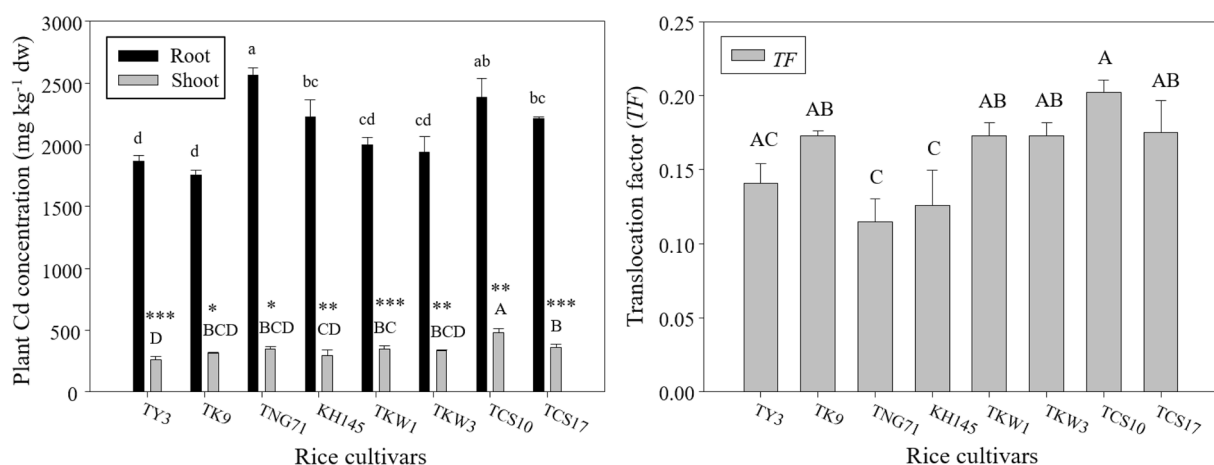 Plant Cd concentration (mg kg⁻¹ dw)
3000
2500
2000
1500
1000
500
0
Root
Shoot
d
d
a
bc
cd
cd
ab
bc
***
*
*
**
***
**
**
***
D
BCD
BCD
CD
BC
BCD
A
B
TY3
TK9
TNG71
KH145
TKW1
TKW3
TCS10
TCS17
Rice cultivars
Translocation factor (TF)
0.25
0.20
0.15
0.10
0.05
0.00
TF
AC
AB
C
C
AB
AB
A
AB
TY3
TK9
TNG71
KH145
TKW1
TKW3
TCS10
TCS17
Rice cultivars